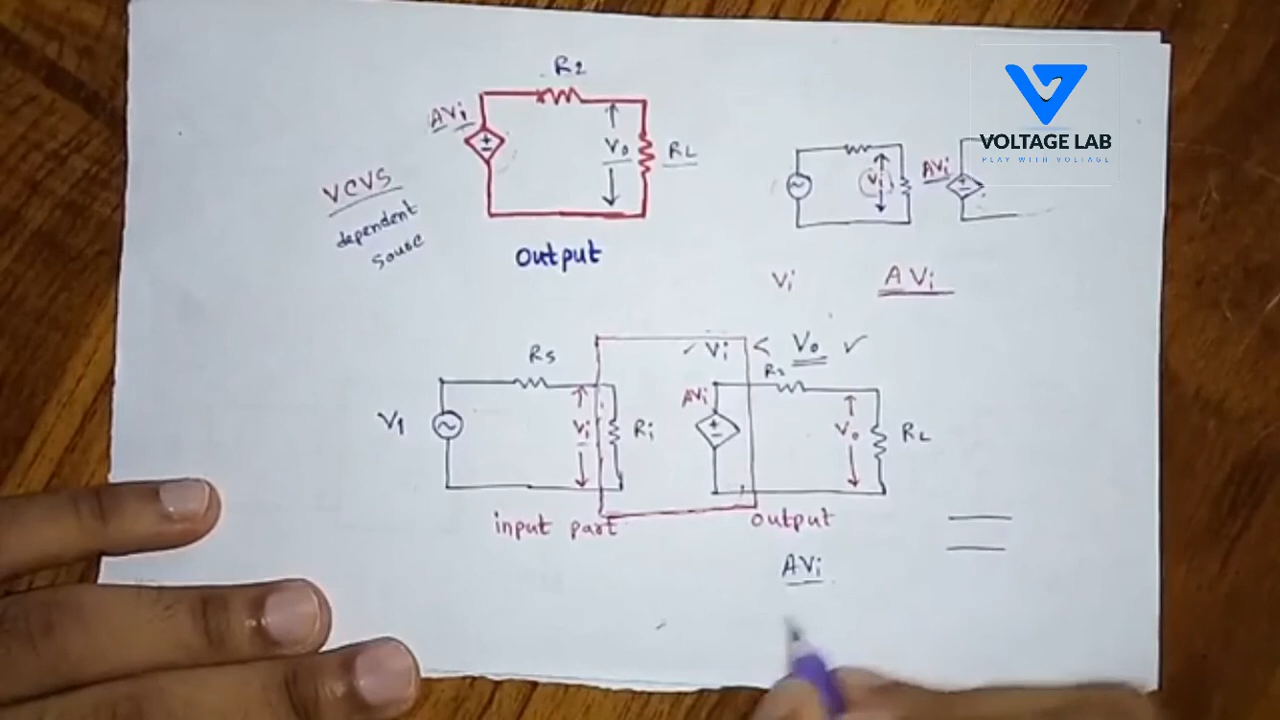 R2
AVi
Vo
RL
VCVS
dependent
Sousc
Output
Vi
AVi
VOLTAGE LAB
PLAY WITH VOLTAGE
Vi
AVi
Vi < Vo ✓
Rs
V1
Vi
Ri
AVi
Vo
RL
input part
output
AVi